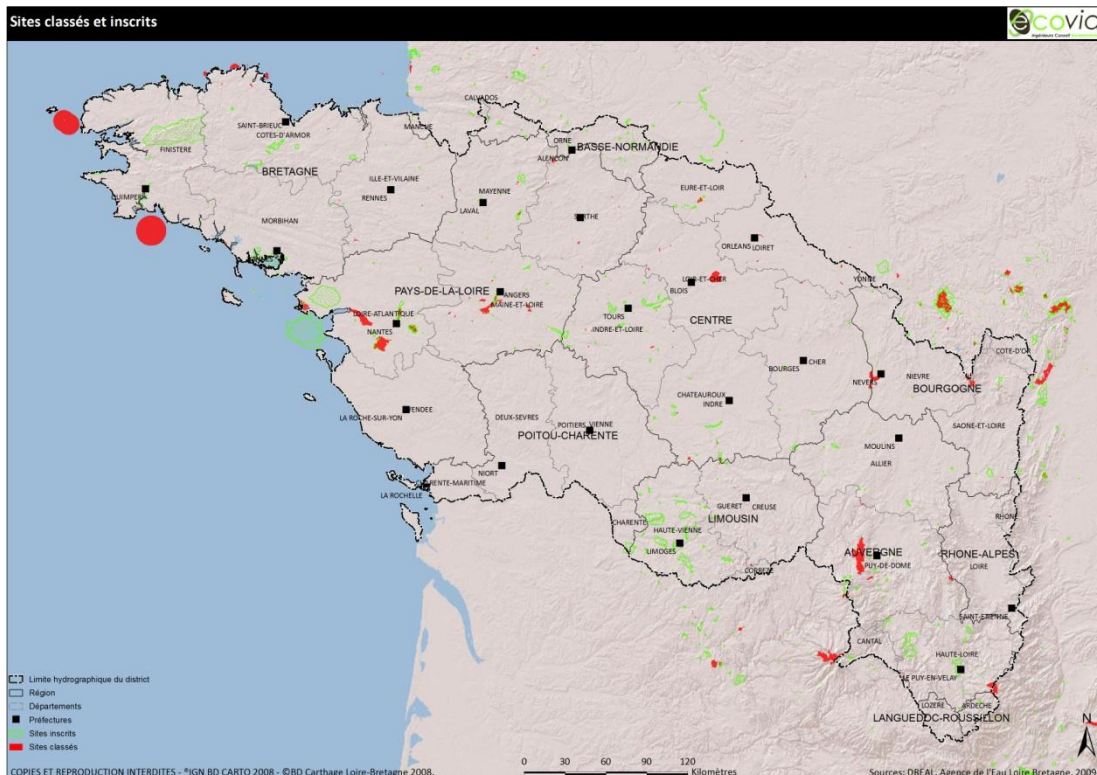 Sites classés et inscrits
écovia
Ingénieurs Conseil
CALVADOS
MANCHE
SAINT-BRIEUC
COTES-D'ARMOR
ORNE
ALENCON
BASSE-NORMANDIE
FINISTERE
BRETAGNE
ILLE-ET-VILAINE
RENNES
MAYENNE
LAVAL
EURE-ET-LOIR
QUIMPER
MORBIHAN
SARTHE
ORLEANS
LOIRET
LOIR-ET-CHER
BLOIS
YONNE
PAYS-DE-LA-LOIRE
ANGERS
MAINE-ET-LOIRE
LOIRE-ATLANTIQUE
NANTES
TOURS
INDRE-ET-LOIRE
CENTRE
COTE-D'OR
BOURGES
CHER
NEVERS
NIEVRE
BOURGOGNE
CHATEAUROUX
INDRE
VENDEE
LA ROCHE-SUR-YON
DEUX-SEVRES
POITIERS
VIENNE
POITOU-CHARENTE
SAONE-ET-LOIRE
MOULINS
ALLIER
NIORT
CHARENTE-MARITIME
LA ROCHELLE
GUERET
CREUSE
LIMOUSIN
CHARENTE
HAUTE-VIENNE
LIMOGES
RHONE
AUVERGNE
PUY-DE-DOME
RHONE-ALPES
LOIRE
CORREZE
SAINT-ETIENNE
CANTAL
HAUTE-LOIRE
LE PUY-EN-VELAY
LOZERE
ARDECHE
LANGUEDOC-ROUSSILLON
Limite hydrographique du district
Région
Départements
Préfectures
Sites inscrits
Sites classés
N
0 30 60 90 120
Kilomètres
COPIES ET REPRODUCTION INTERDITES - ®IGN BD CARTO 2008 - ©BD Carthage Loire-Bretagne 2008.
Sources: DREAL, Agence de l'Eau Loire Bretagne, 2009